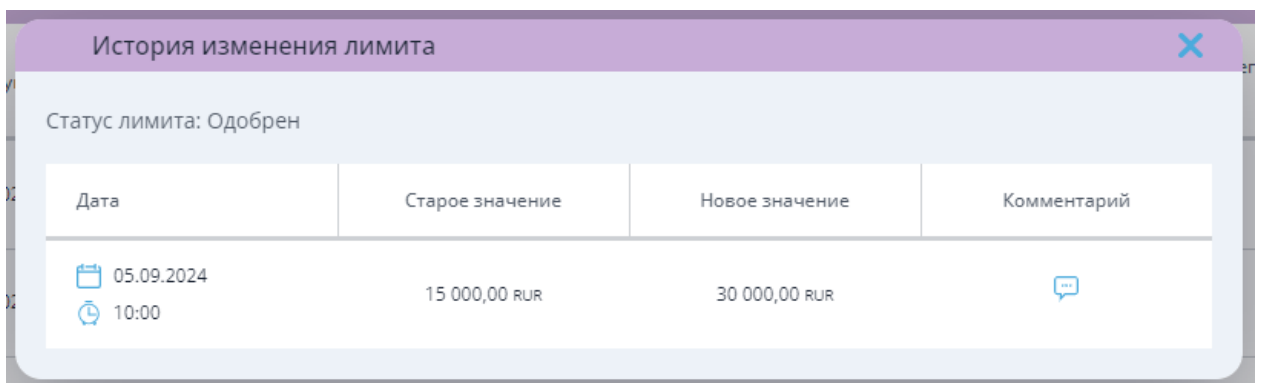 История изменения лимита
Статус лимита: Одобрен
Дата Старое значение Новое значение Комментарий
05.09.2024
15 000,00 RUR 30 000,00 RUR
10:00